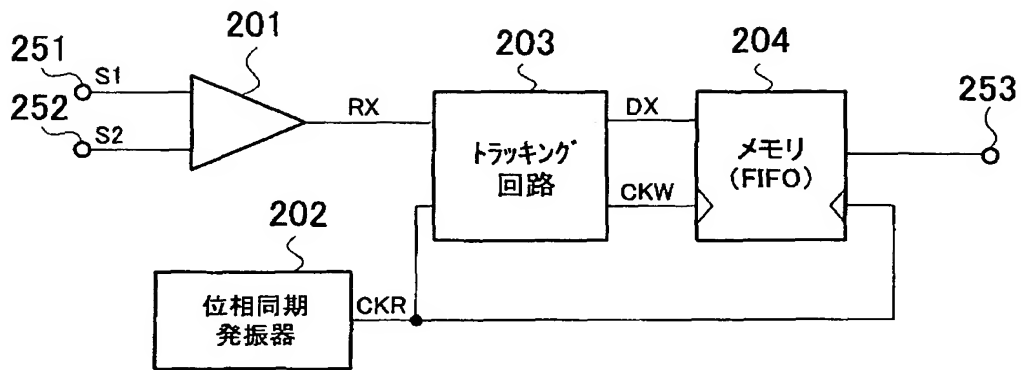 201
203
204
251
S1
252
S2
253
RX
トラッキング
回路
DX
CKW
メモリ
(FIFO)
202
位相同期
発振器
CKR